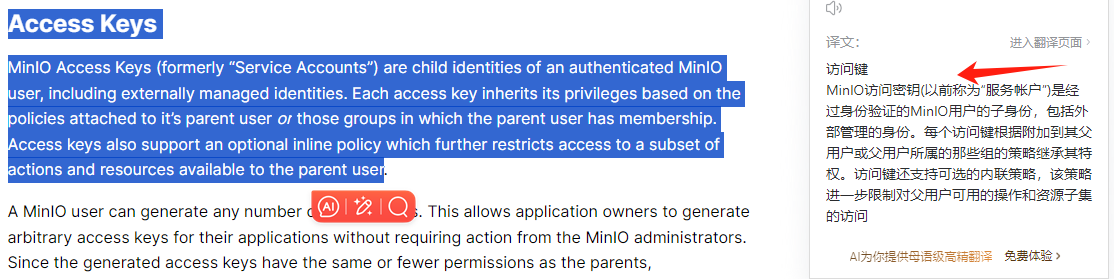 Access Keys
MinIO Access Keys (formerly “Service Accounts”) are child identities of an authenticated MinIO
user, including externally managed identities. Each access key inherits its privileges based on the
policies attached to it’s parent user or those groups in which the parent user has membership.
Access keys also support an optional inline policy which further restricts access to a subset of
actions and resources available to the parent user.
AI
A MinIO user can generate any number s. This allows application owners to generate
arbitrary access keys for their applications without requiring action from the MinIO administrators.
Since the generated access keys have the same or fewer permissions as the parents,
译文：
进入翻译页面 >
访问键
MinIO访问密钥(以前称为“服务帐户”)是经
过身份验证的MinIO用户的子身份，包括外
部管理的身份。每个访问键根据附加到其父
用户或父用户所属的那些组的策略继承其特
权。访问键还支持可选的内联策略，该策略
进一步限制对父用户可用的操作和资源子集
的访问
AI为你提供母语级高精翻译 免费体验 >